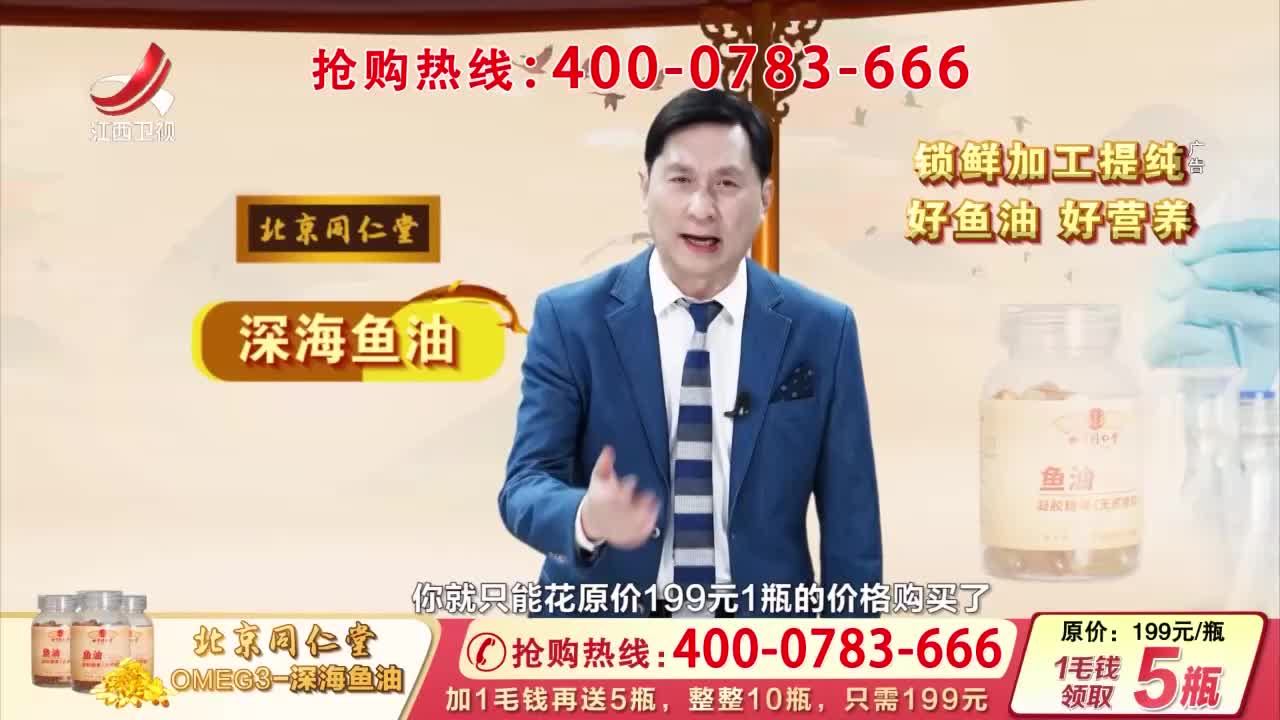 抢购热线:400-0783-666
江西卫视
广告
锁鲜加工提纯
好鱼油 好营养
北京同仁堂
深海鱼油
鱼油
你就只能花原价199元1瓶的价格购买了
北京同仁堂
OMEG3-深海鱼油
鱼油
鱼油
抢购热线:400-0783-666
加1毛钱再送5瓶，整整10瓶，只需199元
原价：199元/瓶
1毛钱
领取
5瓶